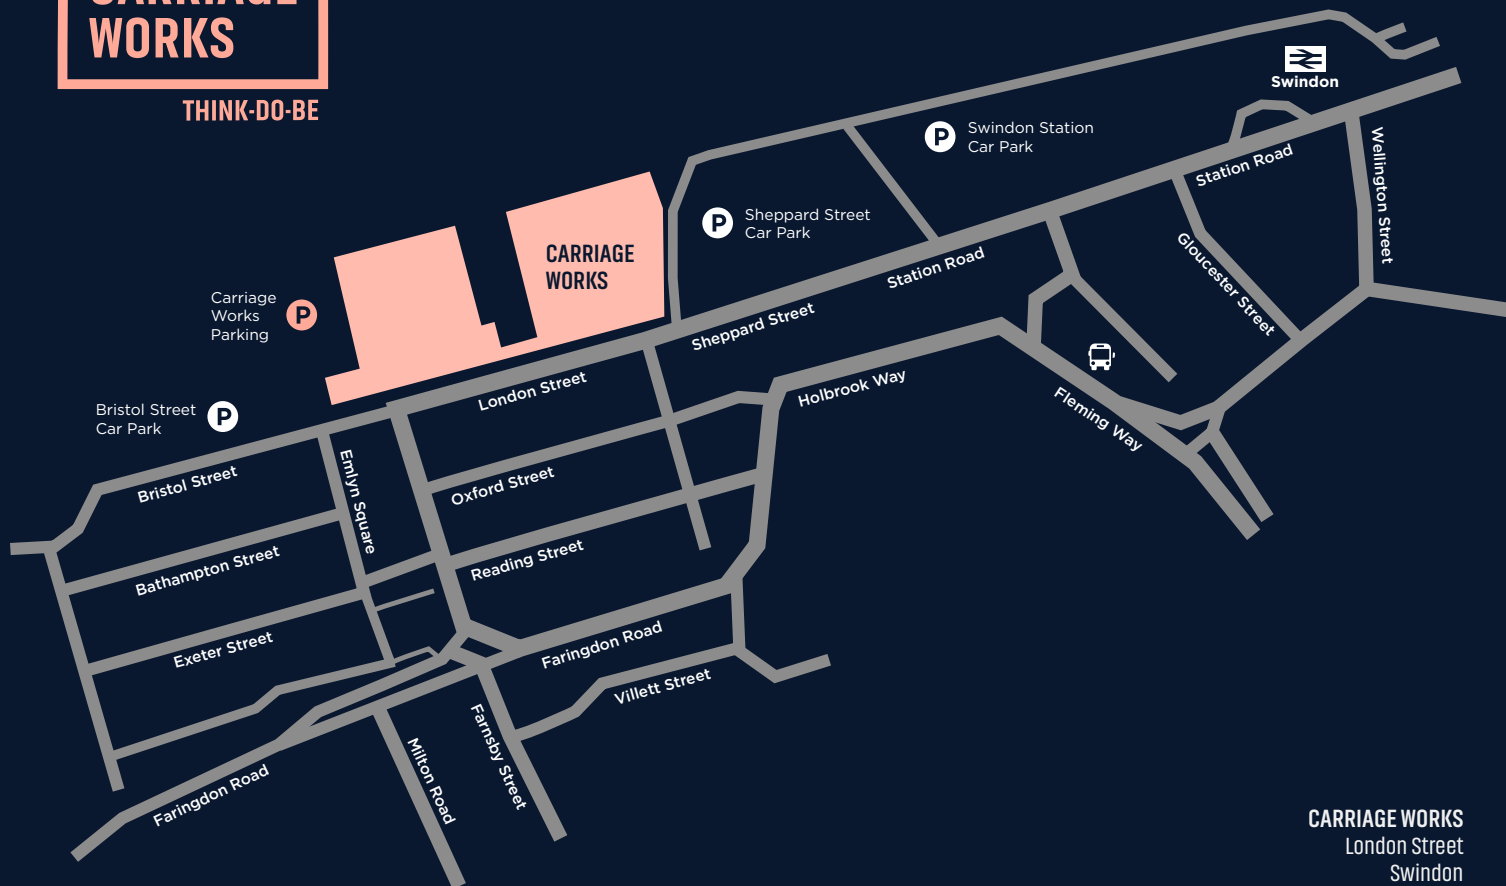 CARRIAGE
WORKS
THINK-DO-BE
Swindon
P
Swindon Station
Car Park
Wellington Street
Station Road
P
Sheppard Street
Car Park
CARRIAGE
WORKS
Gloucester Street
Station Road
Carriage
Works
Parking
P
Sheppard Street
London Street
Holbrook Way
Fleming Way
Bristol Street
Car Park
P
Bristol Street
Emlyn Square
Oxford Street
Bathampton Street
Reading Street
Exeter Street
Faringdon Road
Villett Street
Farnsby Street
Milton Road
Faringdon Road
CARRIAGE WORKS
London Street
Swindon